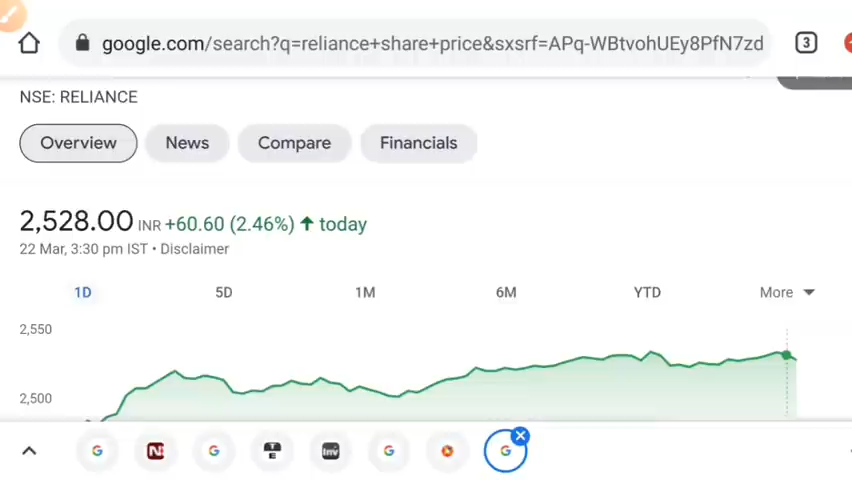 google.com/search?q=reliance+share+price&sxsrf=APq-WBtvohUEy8PfN7zd
3
NSE: RELIANCE
Overview News Compare Financials
2,528.00 INR +60.60 (2.46%) ↑ today
22 Mar, 3:30 pm IST • Disclaimer
1D 5D 1M 6M YTD More
2,550
2,500
G N G T E Inv G G